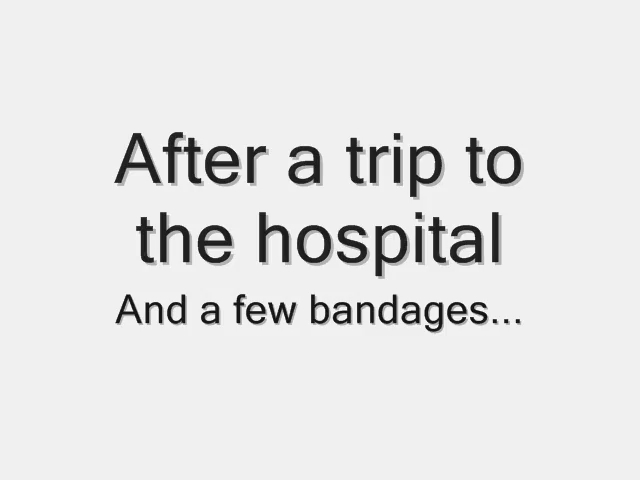 After a trip to
the hospital
And a few bandages...